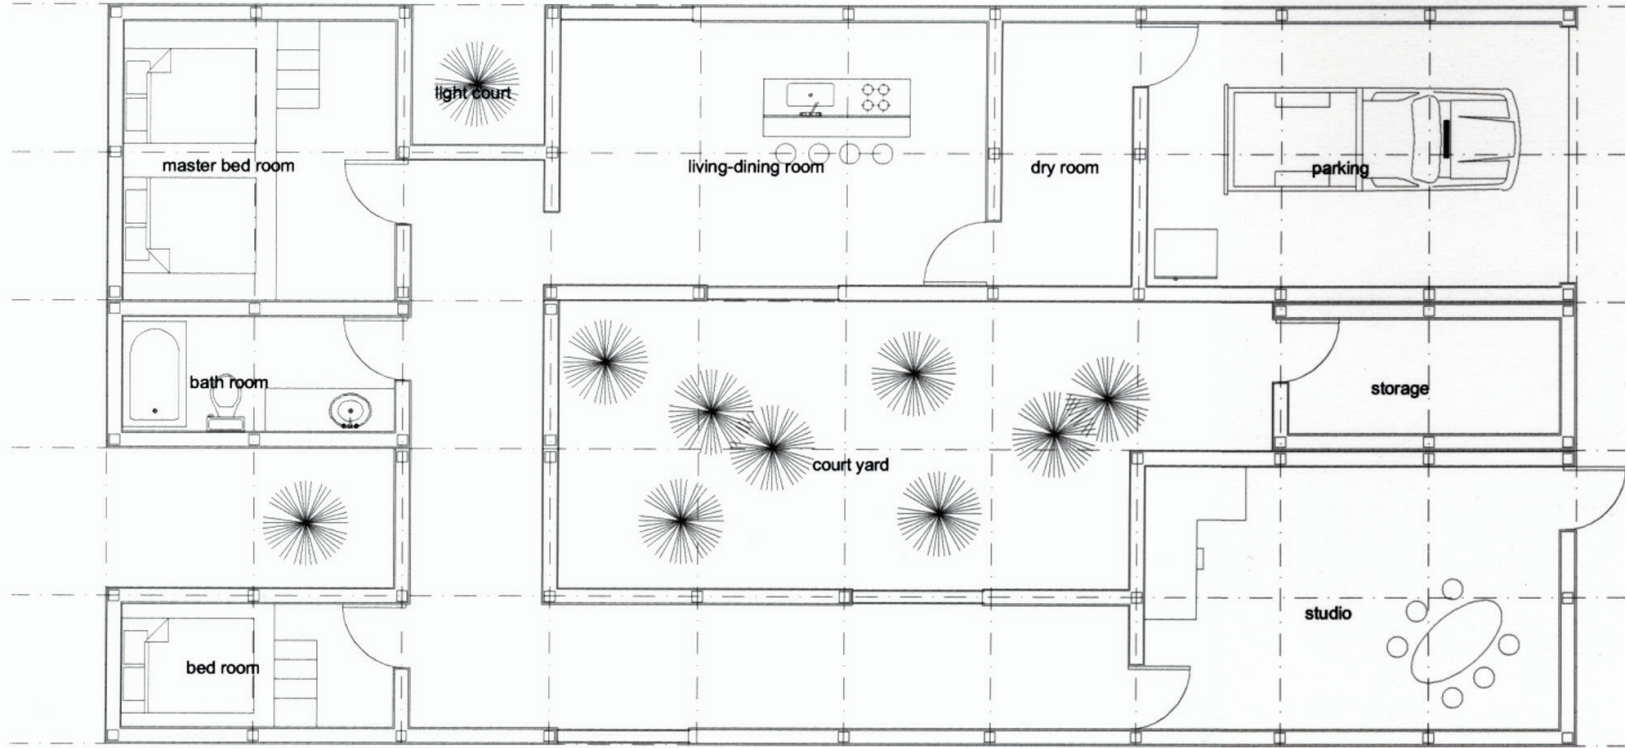 light court
master bed room
living-dining room
dry room
parking
bath room
storage
court yard
studio
bed room